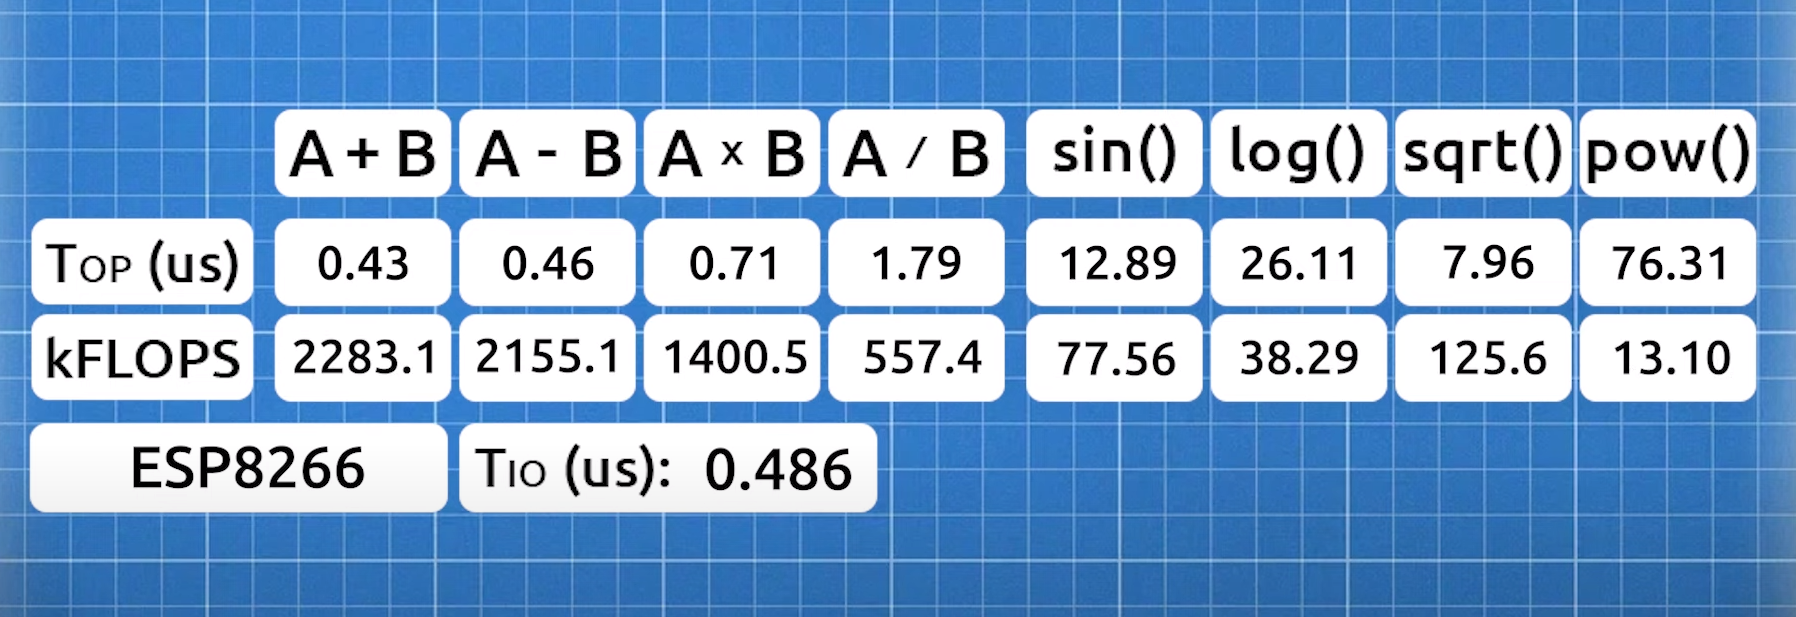 A + B A - B A x B A / B sin() log() sqrt() pow()
TOP (us) 0.43 0.46 0.71 1.79 12.89 26.11 7.96 76.31
kFLOPS 2283.1 2155.1 1400.5 557.4 77.56 38.29 125.6 13.10
ESP8266 TIO (us): 0.486